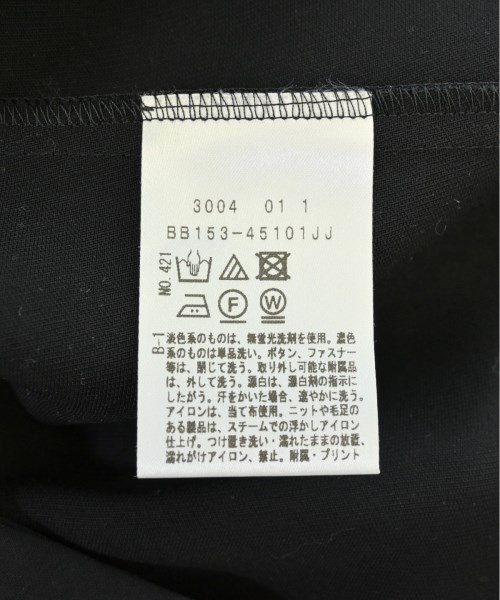 3004 01 1
BB153-45101JJ
NO.421
F
W
B-1
淡色系のものは、無蛍光洗剤を使用。濃色
系のものは単品洗い。ボタン、ファスナー
等は、閉じて洗う。取り外し可能な附属品
は、外して洗う。漂白は、漂白剤の指示に
したがう。汗をかいた場合、速やかに洗う。
アイロンは、当て布使用。ニットや毛足の
ある製品は、スチームでの浮かしアイロン
仕上げ。つけ置き洗い・濡れたままの放置、
濡れがけアイロン、禁止。附属・プリント